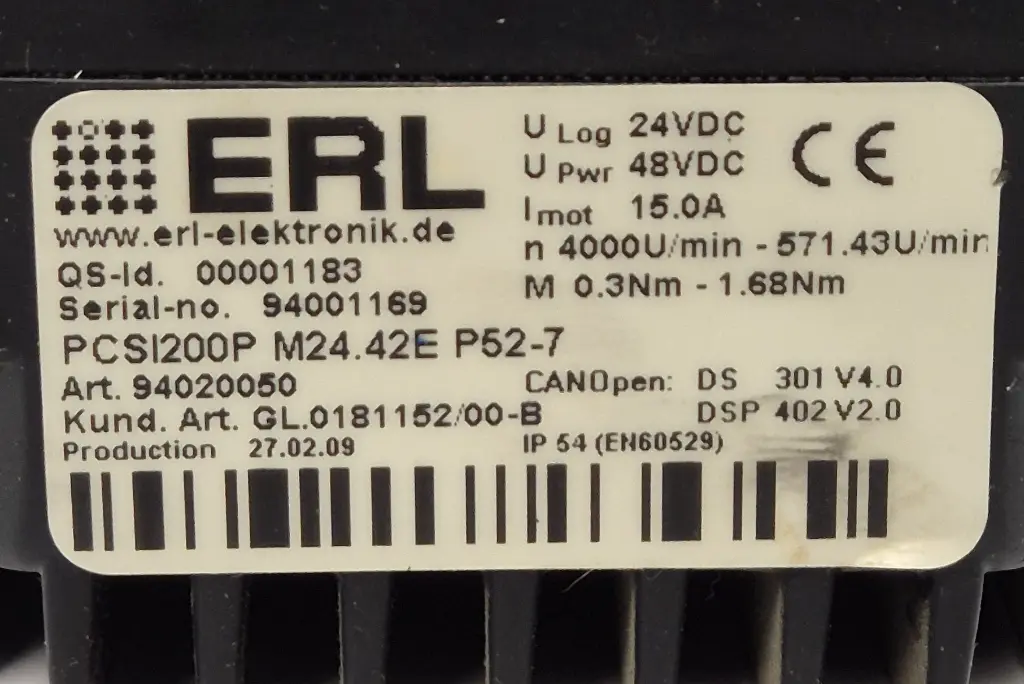 ERL
www.erl-elektronik.de
QS-Id. 00001183
Serial-no. 94001169
PCSI200P M24.42E P52-7
Art. 94020050
Kund. Art. GL.0181152/00-B
Production 27.02.09
U Log 24VDC
U Pwr 48VDC
CE
Imot 15.0A
n 4000U/min - 571.43U/min
M 0.3Nm - 1.68Nm
CANOpen: DS 301 V4.0
DSP 402 V2.0
IP 54 (EN60529)